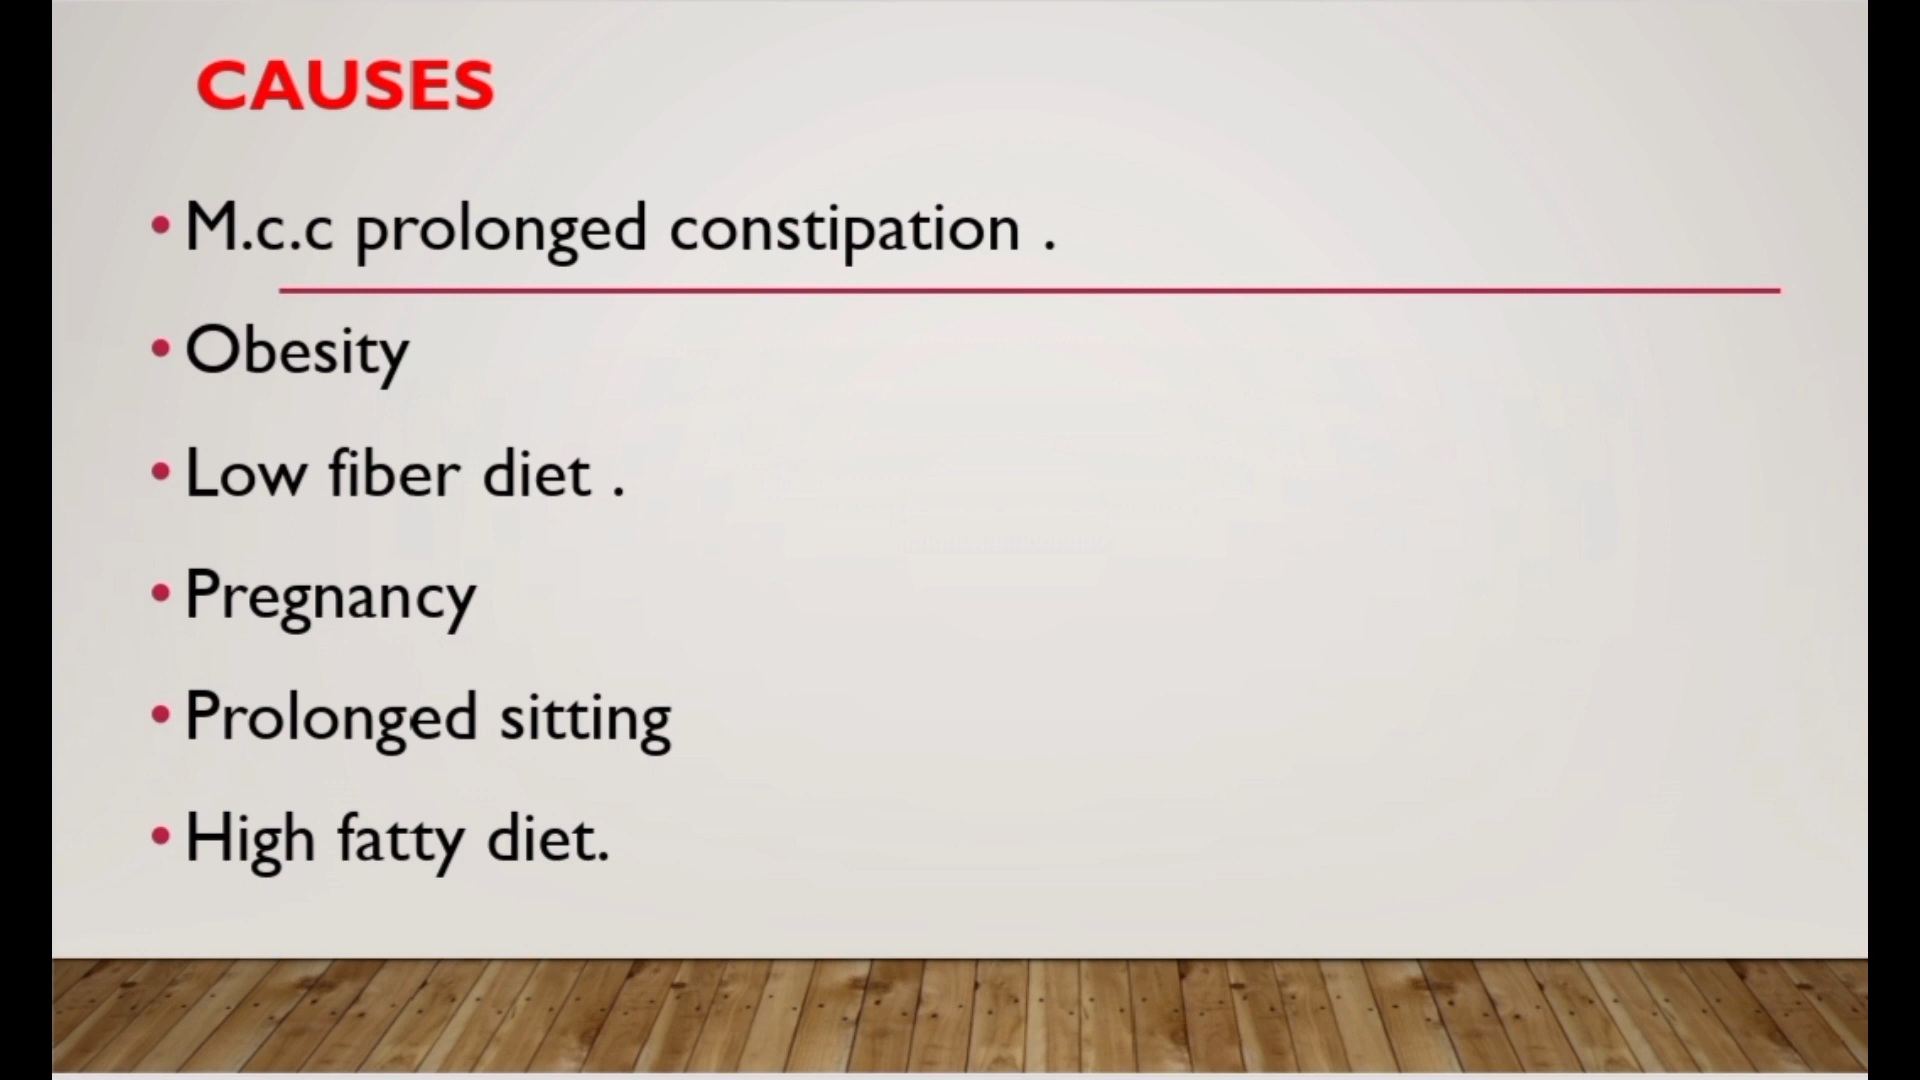 CAUSES
• M.c.c prolonged constipation .
• Obesity
• Low fiber diet .
• Pregnancy
• Prolonged sitting
• High fatty diet.